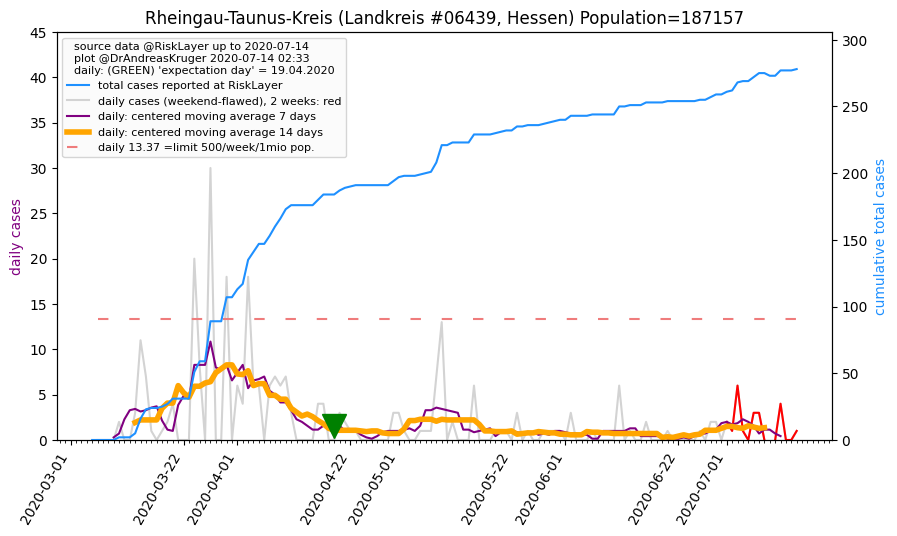 Rheingau-Taunus-Kreis (Landkreis #06439, Hessen) Population=187157
source data @RiskLayer up to 2020-07-14
plot @DrAndreasKruger 2020-07-14 02:33
daily: (GREEN) 'expectation day' = 19.04.2020
total cases reported at RiskLayer
daily cases (weekend-flawed), 2 weeks: red
daily: centered moving average 7 days
daily: centered moving average 14 days
daily 13.37 =limit 500/week/1mio pop.
daily cases
45
40
35
30
25
20
15
10
5
0
cumulative total cases
300
250
200
150
100
50
0
2020-03-01
2020-03-22
2020-04-01
2020-04-22
2020-05-01
2020-05-22
2020-06-01
2020-06-22
2020-07-01